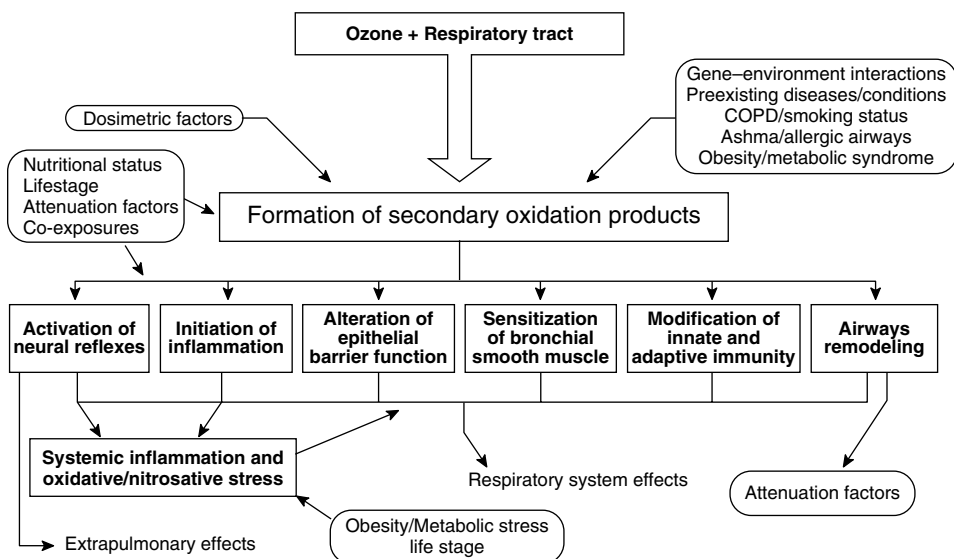 Ozone + Respiratory tract
Gene–environment interactions
Preexisting diseases/conditions
COPD/smoking status
Ashma/allergic airways
Obesity/metabolic syndrome
Dosimetric factors
Nutritional status
Lifestage
Attenuation factors
Co-exposures
Formation of secondary oxidation products
Activation of
neural reflexes
Initiation of
inflammation
Alteration of
epithelial
barrier function
Sensitization
of bronchial
smooth muscle
Modification of
innate and
adaptive immunity
Airways
remodeling
Systemic inflammation and
oxidative/nitrosative stress
Respiratory system effects
Attenuation factors
Obesity/Metabolic stress
life stage
Extrapulmonary effects